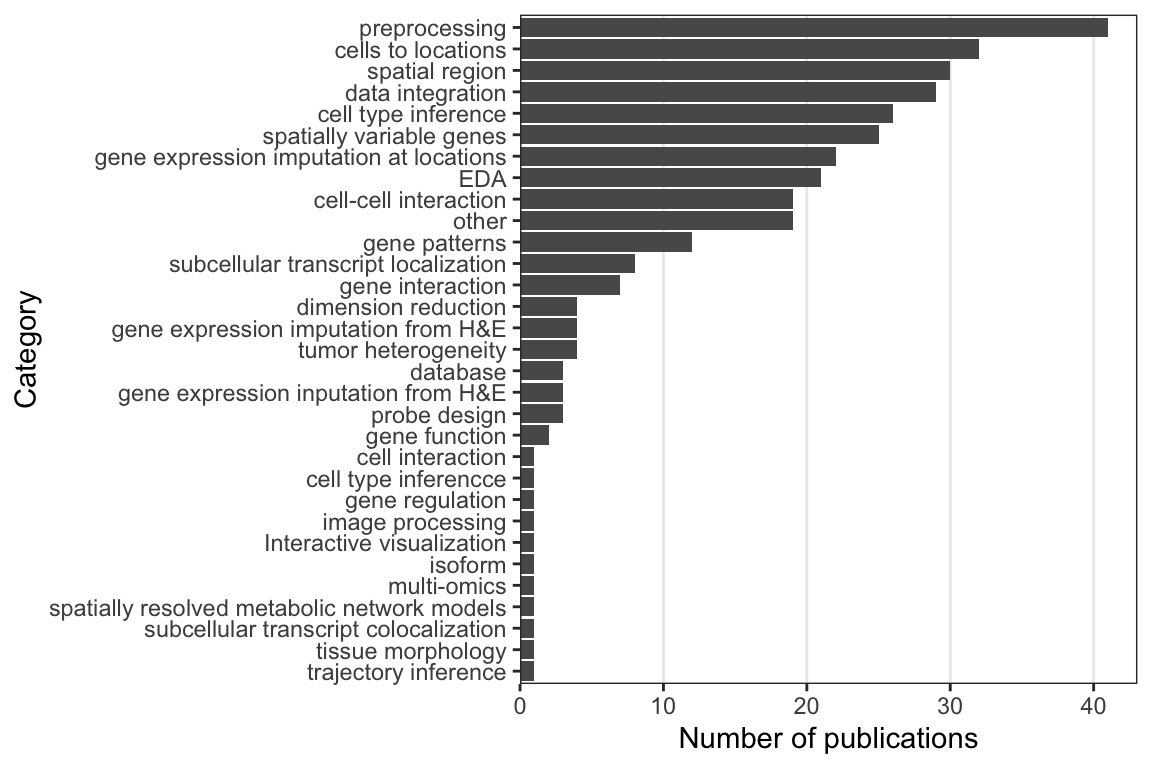 preprocessing
cells to locations
spatial region
data integration
cell type inference
spatially variable genes
gene expression imputation at locations
EDA
cell-cell interaction
other
gene patterns
subcellular transcript localization
gene interaction
dimension reduction
gene expression imputation from H&E
tumor heterogeneity
database
gene expression inputation from H&E
probe design
gene function
cell interaction
cell type inferencce
gene regulation
image processing
Interactive visualization
isoform
multi-omics
spatially resolved metabolic network models
subcellular transcript colocalization
tissue morphology
trajectory inference
Category
0 10 20 30 40
Number of publications